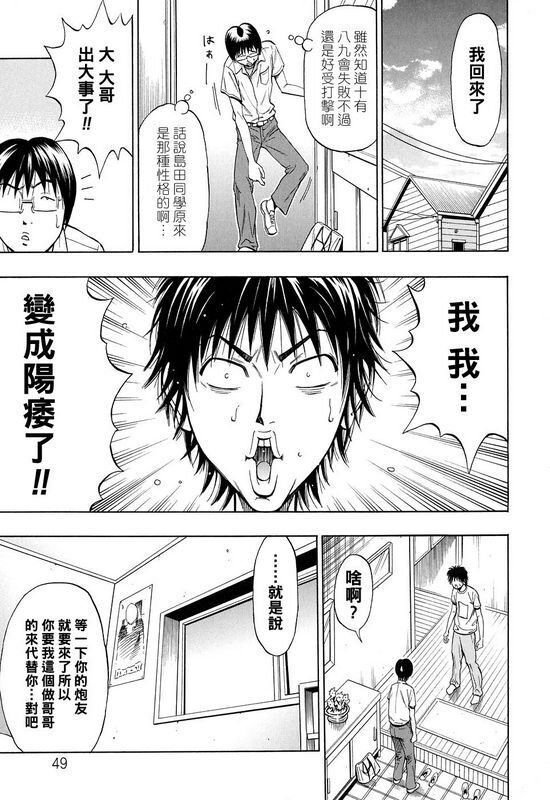 我回來了
雖然知道十有
八九會失敗不過
還是好受打擊啊
はぁ
話說島田同學原來
是那種性格的啊…
大 大哥
出大事了!!
我 我…
變成陽痿了!!
啥啊?
……
就是說
等一下你的炮友
就要來了所以
你要我這個做哥哥
的來代替你…對吧
49